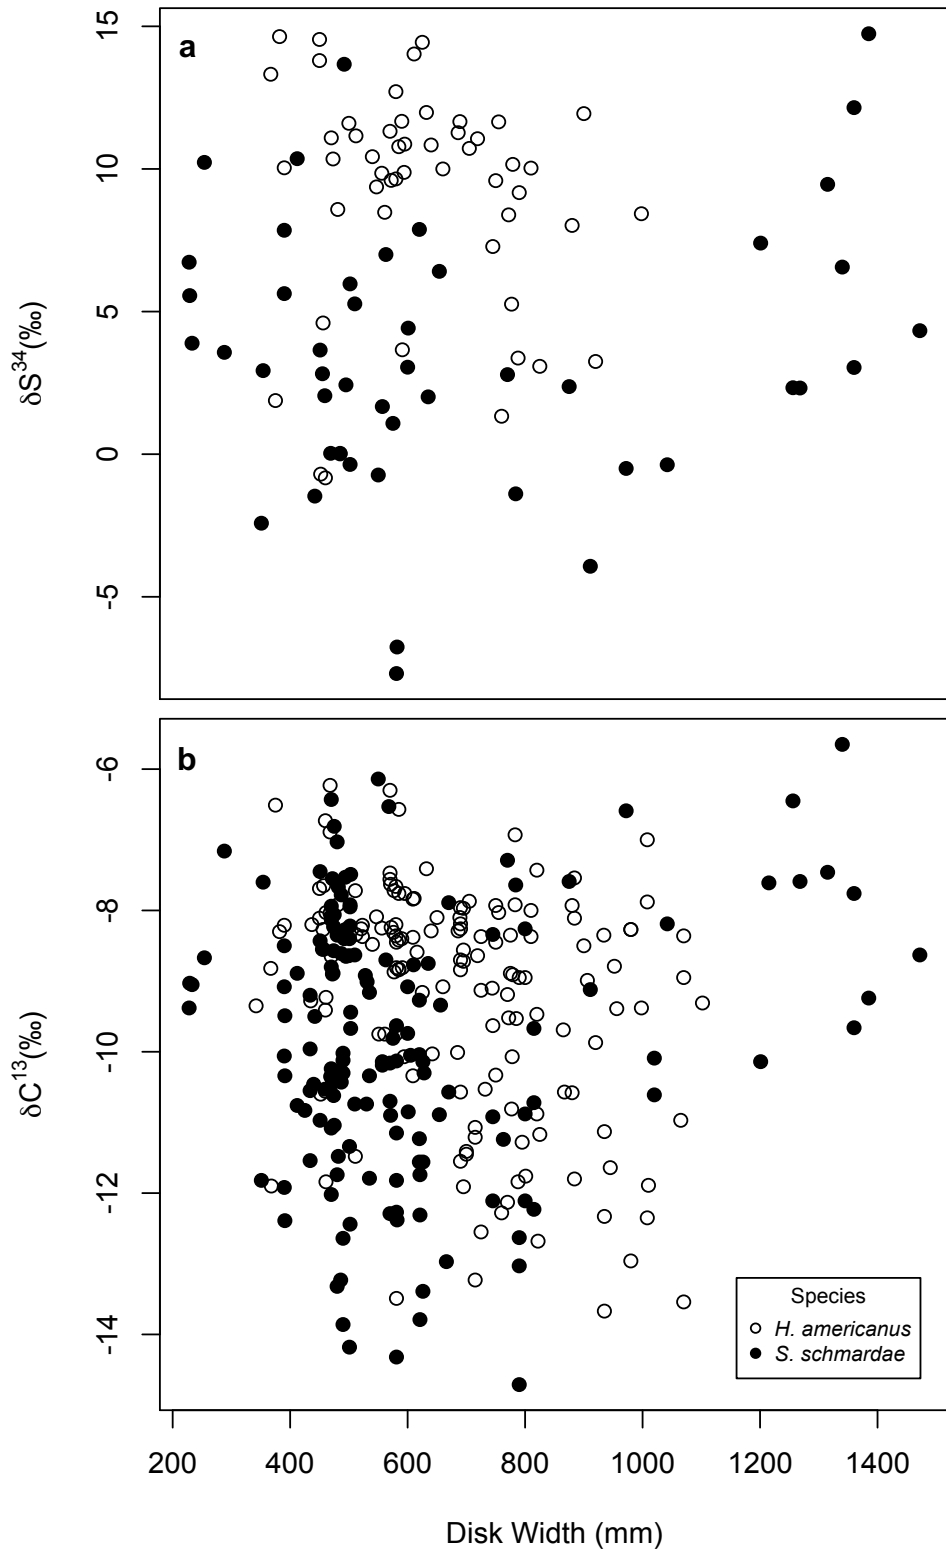 a
15
10
5
0
-5
δS34(‰)
b
-6
-8
-10
-12
-14
δC13(‰)
Species
H. americanus
S. schmardae
200 400 600 800 1000 1200 1400
Disk Width (mm)